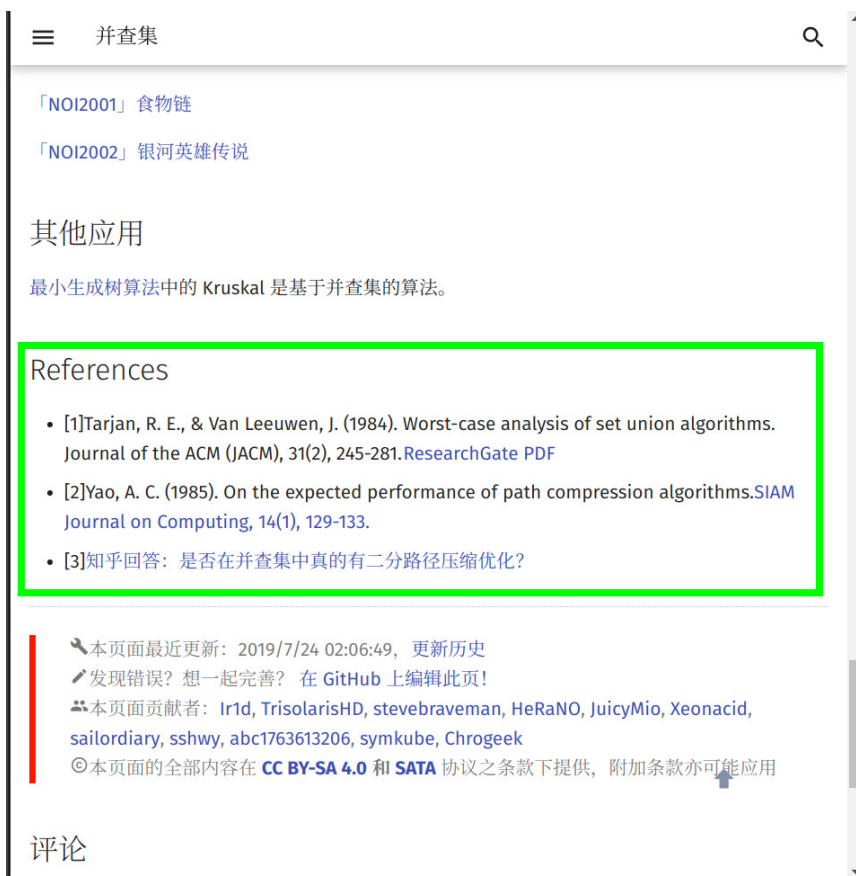 并查集
「NOI2001」食物链
「NOI2002」银河英雄传说
其他应用
最小生成树算法中的 Kruskal 是基于并查集的算法。
References
• [1]Tarjan, R. E., & Van Leeuwen, J. (1984). Worst-case analysis of set union algorithms.
Journal of the ACM (JACM), 31(2), 245-281.ResearchGate PDF
• [2]Yao, A. C. (1985). On the expected performance of path compression algorithms.SIAM
Journal on Computing, 14(1), 129-133.
• [3]知乎回答：是否在并查集中真的有二分路径压缩优化？
本页面最近更新：2019/7/24 02:06:49，更新历史
发现错误？想一起完善？ 在 GitHub 上编辑此页！
本页面贡献者：Ir1d, TrisolarisHD, stevebraveman, HeRaNO, JuicyMio, Xeonacid,
sailordiary, sshwy, abc1763613206, symkube, Chrogeek
©本页面的全部内容在 CC BY-SA 4.0 和 SATA 协议之条款下提供，附加条款亦可能应用
评论